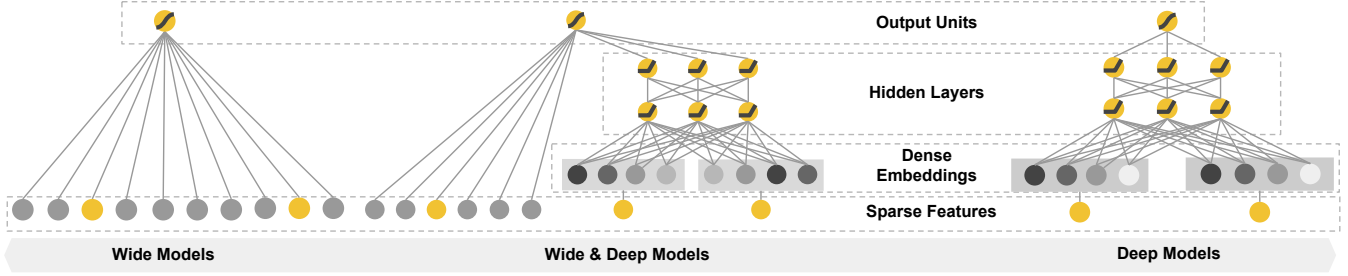 Output Units
Hidden Layers
Dense
Embeddings
Sparse Features
Wide Models
Wide & Deep Models
Deep Models